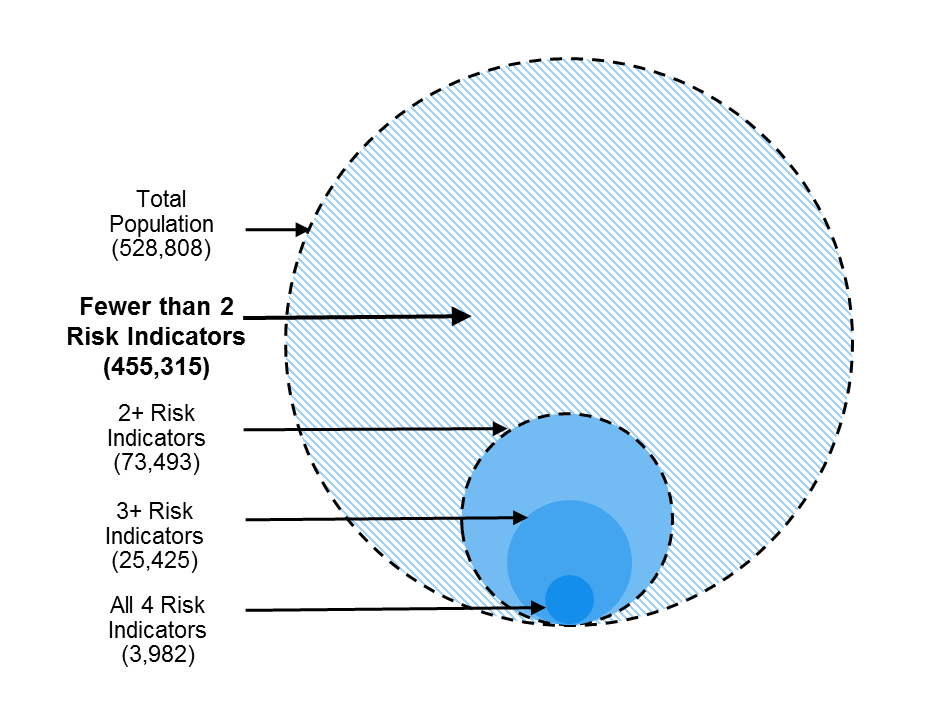 Total
Population
(528,808)
Fewer than 2
Risk Indicators
(455,315)
2+ Risk
Indicators
(73,493)
3+ Risk
Indicators
(25,425)
All 4 Risk
Indicators
(3,982)